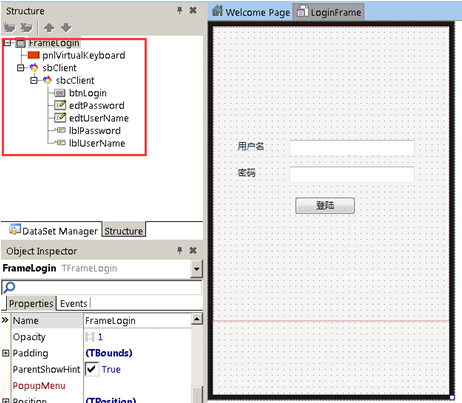 Structure
FrameLogin
pnlVirtualKeyboard
sbClient
sbcClient
btnLogin
edtPassword
edtUserName
lblPassword
lblUserName
DataSet Manager Structure
Object Inspector
FrameLogin TFrameLogin
Properties Events
Name FrameLogin
Opacity 1
Padding (TBounds)
ParentShowHint True
PopupMenu
Position (TPosition)
Welcome Page LoginFrame
用户名
密码
登陆